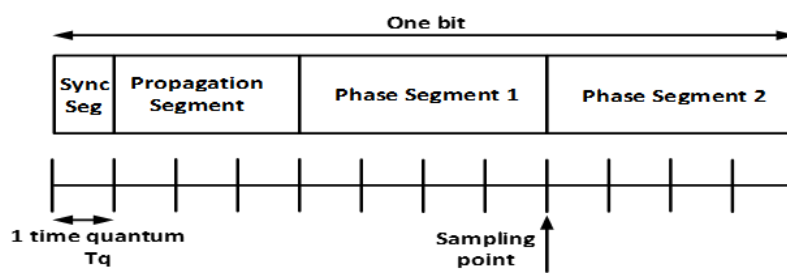 One bit
Sync
Seg
Propagation
Segment
Phase Segment 1
Phase Segment 2
1 time quantum
Tq
Sampling
point